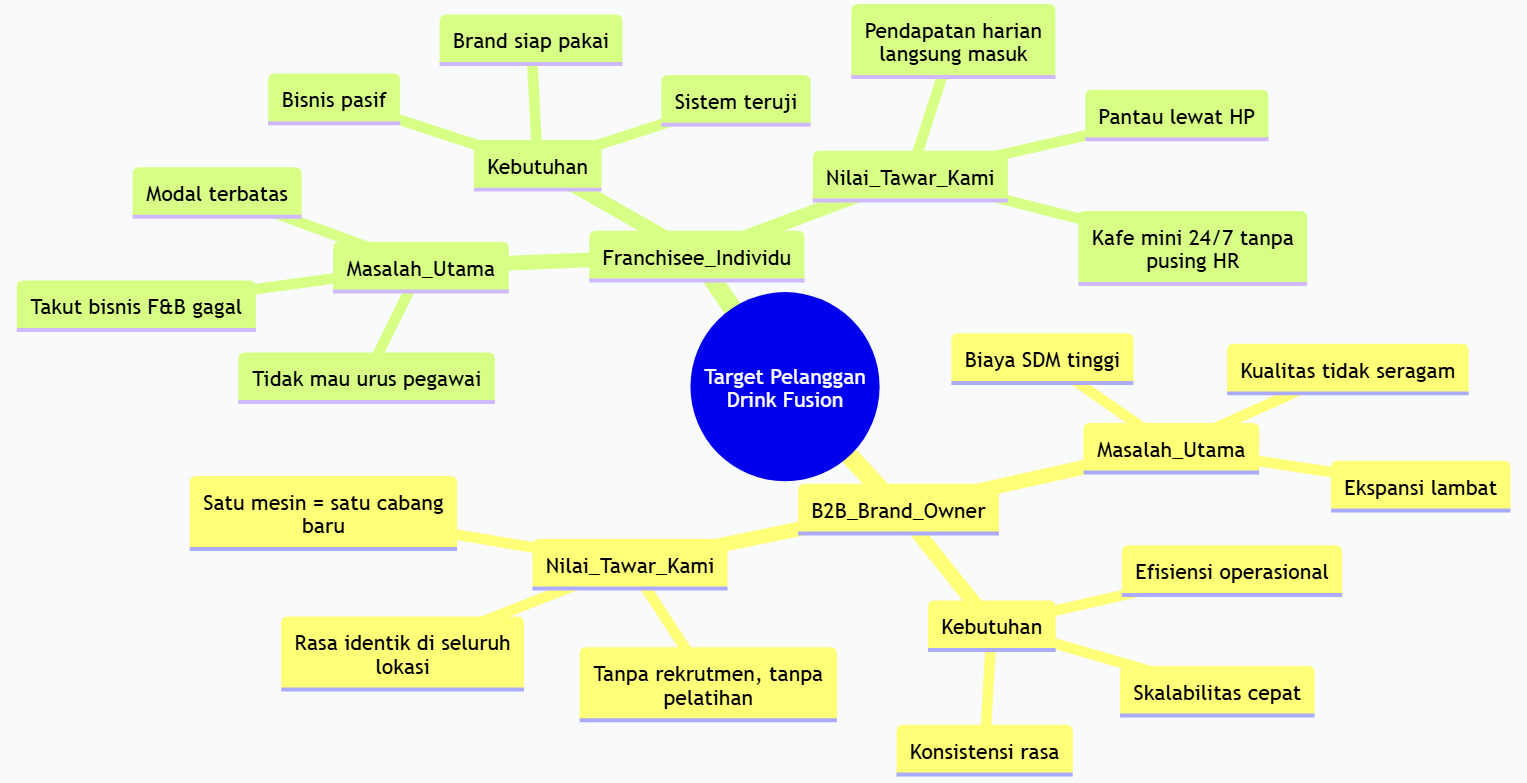 Target Pelanggan
Drink Fusion
Franchisee_Individu
Masalah_Utama
Modal terbatas
Takut bisnis F&B gagal
Tidak mau urus pegawai
Kebutuhan
Bisnis pasif
Brand siap pakai
Sistem teruji
Nilai_Tawar_Kami
Pendapatan harian
langsung masuk
Pantau lewat HP
Kafe mini 24/7 tanpa
pusing HR
B2B_Brand_Owner
Masalah_Utama
Biaya SDM tinggi
Kualitas tidak seragam
Ekspansi lambat
Kebutuhan
Efisiensi operasional
Skalabilitas cepat
Konsistensi rasa
Nilai_Tawar_Kami
Satu mesin = satu cabang
baru
Rasa identik di seluruh
lokasi
Tanpa rekrutmen, tanpa
pelatihan